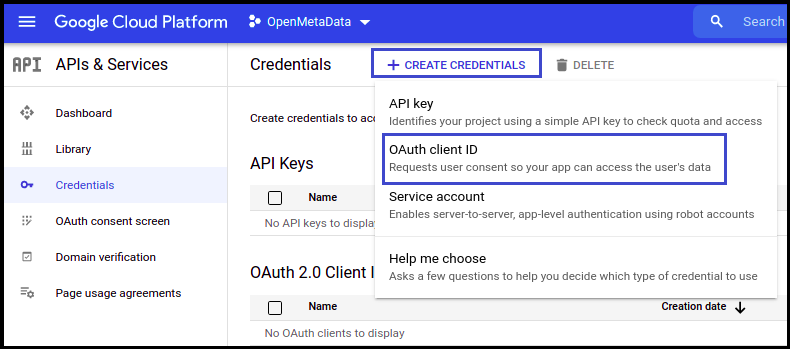 Google Cloud Platform
OpenMetaData
Search
API
APIs & Services
Credentials
CREATE CREDENTIALS
DELETE
Dashboard
Library
Credentials
OAuth consent screen
Domain verification
Page usage agreements
Create credentials to
API key
Identifies your project using a simple API key to check quota and access
OAuth client ID
Requests user consent so your app can access the user's data
Service account
Enables server-to-server, app-level authentication using robot accounts
Help me choose
Asks a few questions to help you decide which type of credential to use
API Keys
Name
No API keys to display
OAuth 2.0 Client
Name
Creation date
No OAuth clients to display